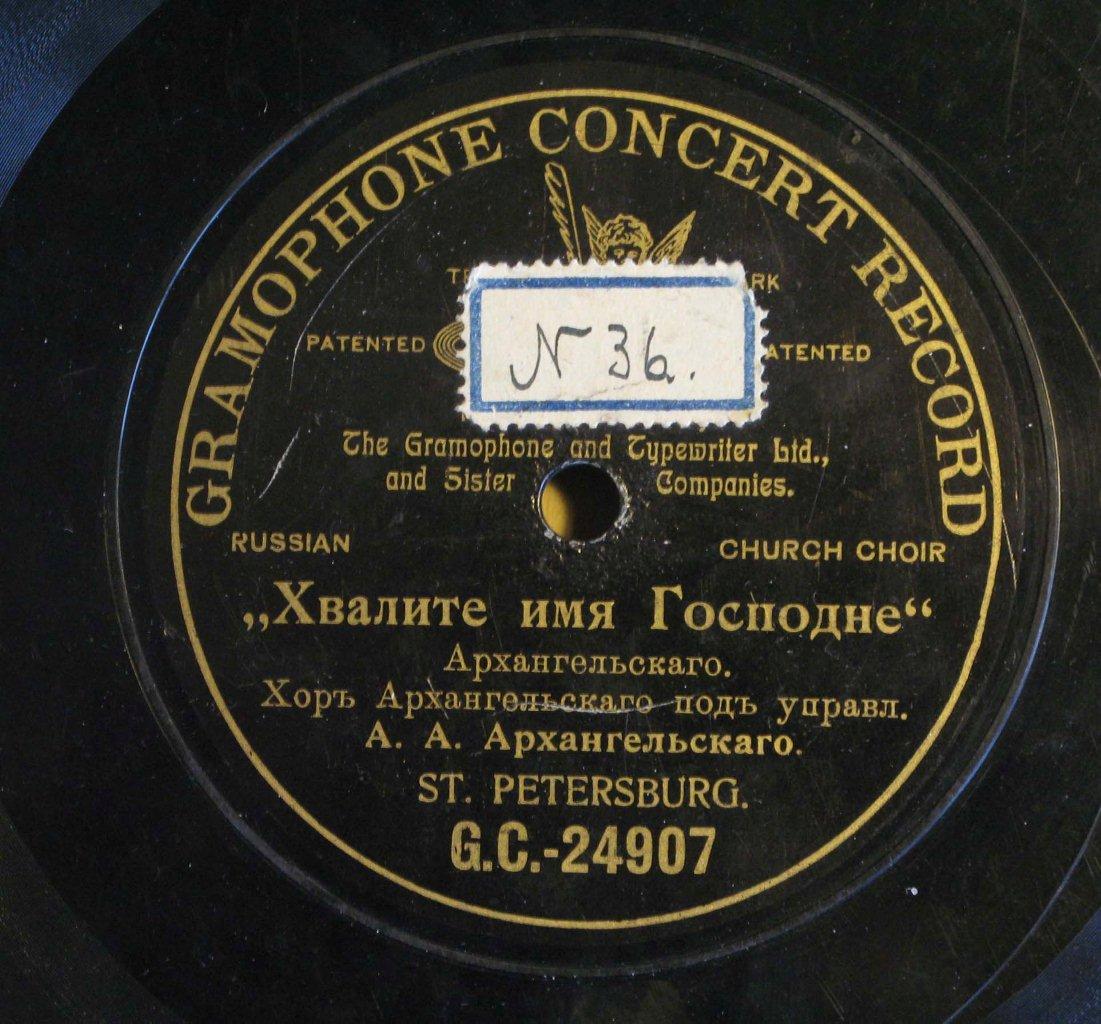 GRAMOPHONE CONCERT RECORD
PATENTED
N 36.
The Gramophone and Typewriter Ltd.,
and Sister Companies.
RUSSIAN CHURCH CHOIR
„Хвалите имя Господне“
Архангельскаго.
Хоръ Архангельскаго подъ управл.
А. А. Архангельскаго.
ST. PETERSBURG.
G.C.-24907